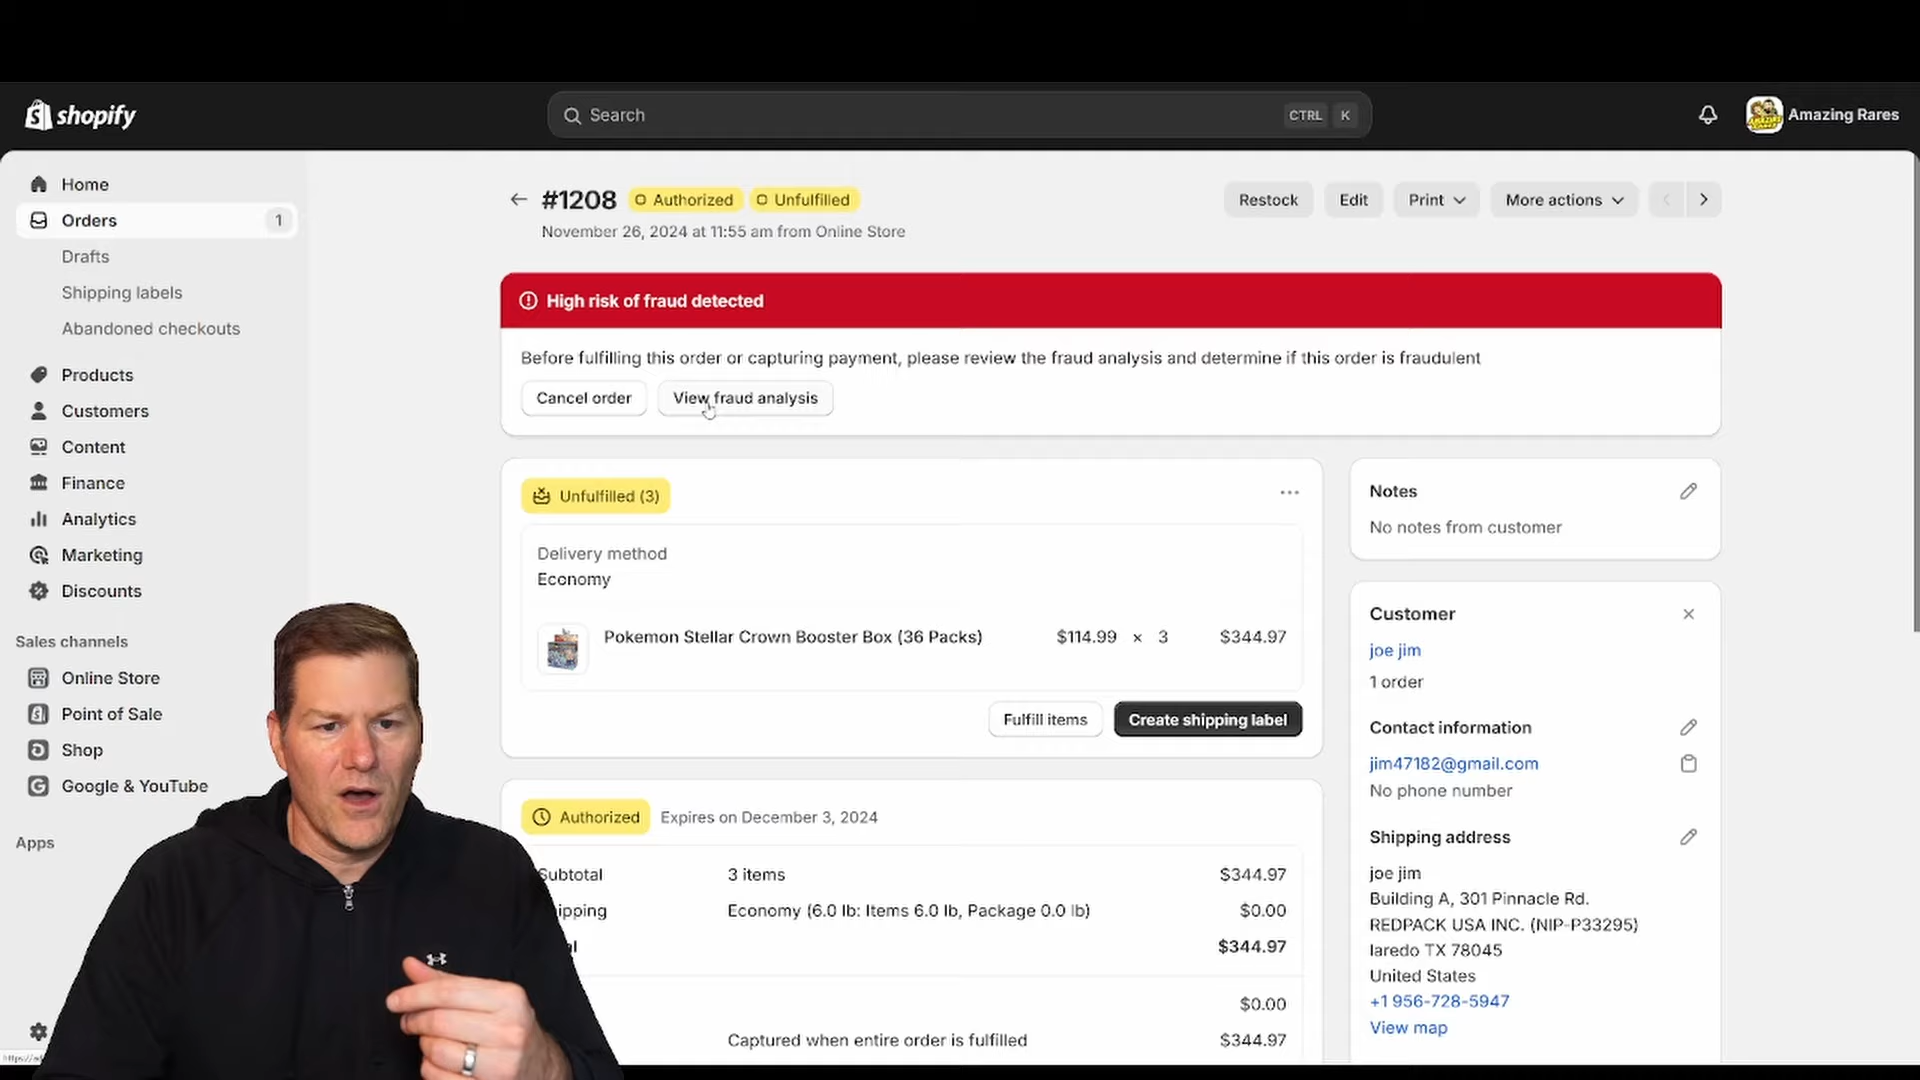 shopify
Search
CTRL K
Amazing Rares
Home
Orders 1
Drafts
Shipping labels
Abandoned checkouts
Products
Customers
Content
Finance
Analytics
Marketing
Discounts
Sales channels
Online Store
Point of Sale
Shop
Google & YouTube
Apps
#1208 Authorized Unfulfilled
November 26, 2024 at 11:55 am from Online Store
Restock Edit Print More actions
High risk of fraud detected
Before fulfilling this order or capturing payment, please review the fraud analysis and determine if this order is fraudulent
Cancel order View fraud analysis
Unfulfilled (3)
Delivery method
Economy
Pokemon Stellar Crown Booster Box (36 Packs) $114.99 × 3 $344.97
Fulfill items Create shipping label
Authorized Expires on December 3, 2024
Subtotal 3 items $344.97
ipping Economy (6.0 lb: Items 6.0 lb, Package 0.0 lb) $0.00
al $344.97
$0.00
Captured when entire order is fulfilled $344.97
Notes
No notes from customer
Customer
joe jim
1 order
Contact information
jim47182@gmail.com
No phone number
Shipping address
joe jim
Building A, 301 Pinnacle Rd.
REDPACK USA INC. (NIP-P33295)
laredo TX 78045
United States
+1 956-728-5947
View map